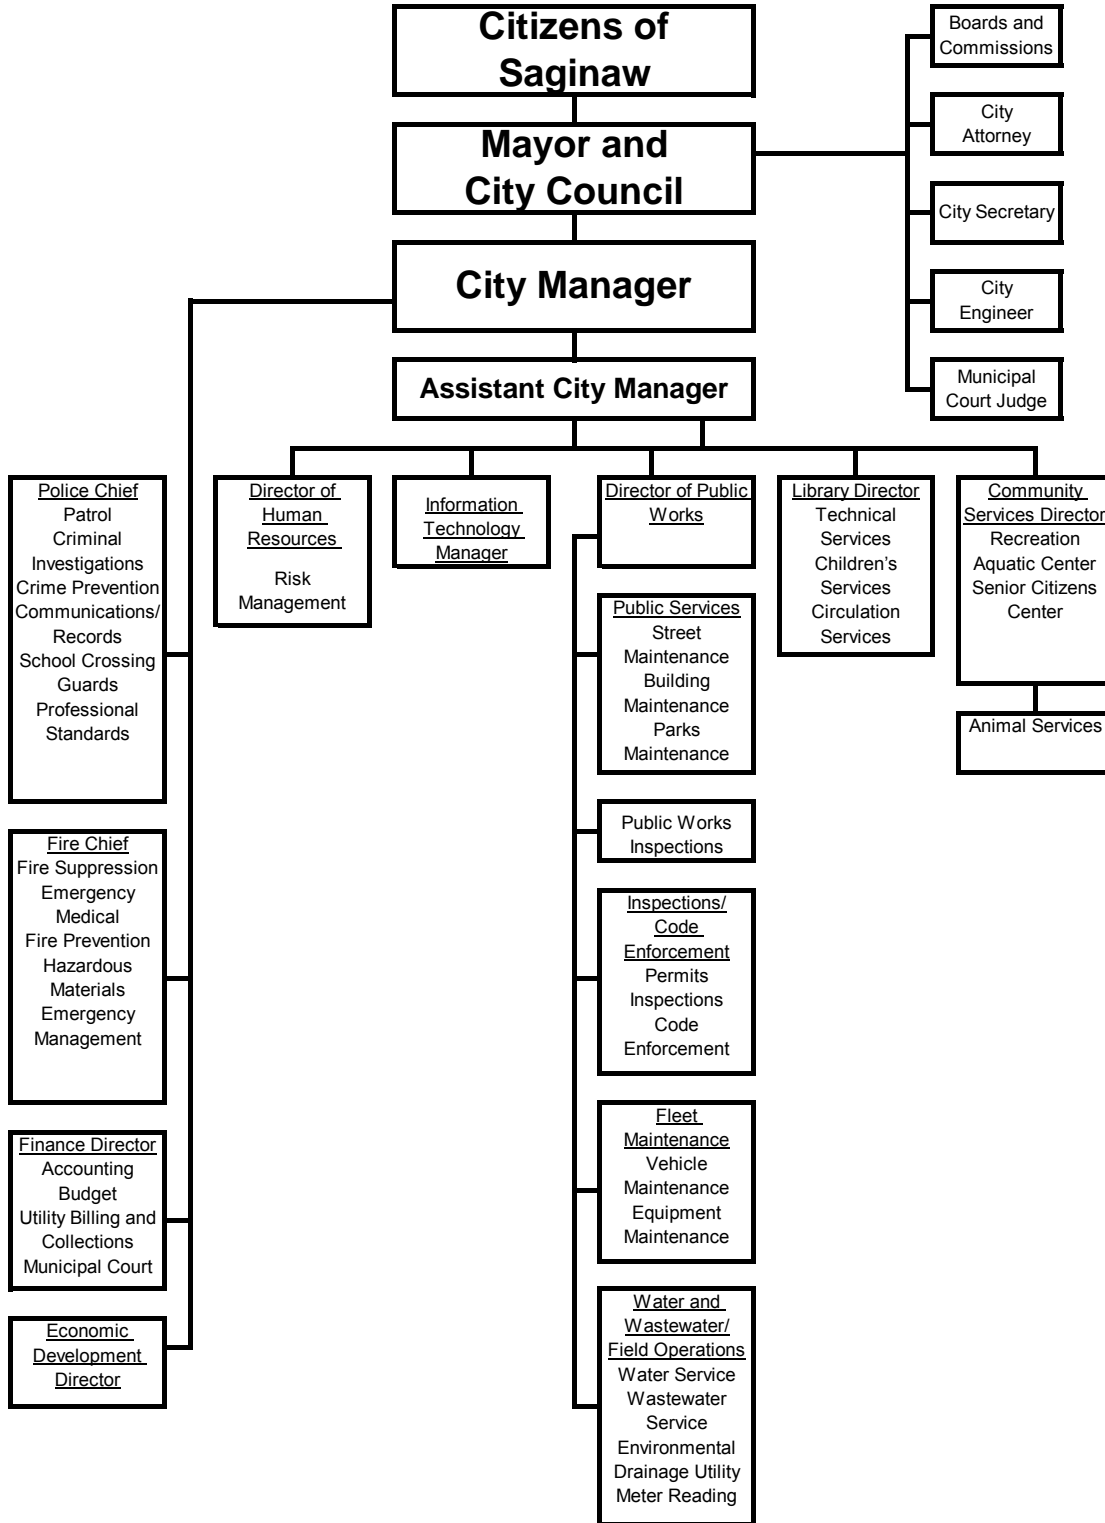 Citizens of
Saginaw
Mayor and
City Council
City Manager
Assistant City Manager
Boards and
Commissions
City
Attorney
City Secretary
City
Engineer
Municipal
Court Judge
Police Chief
Patrol
Criminal
Investigations
Crime Prevention
Communications/
Records
School Crossing
Guards
Professional
Standards
Fire Chief
Fire Suppression
Emergency
Medical
Fire Prevention
Hazardous
Materials
Emergency
Management
Finance Director
Accounting
Budget
Utility Billing and
Collections
Municipal Court
Economic
Development
Director
Director of
Human
Resources
Risk
Management
Information
Technology
Manager
Director of Public
Works
Public Services
Street
Maintenance
Building
Maintenance
Parks
Maintenance
Public Works
Inspections
Inspections/
Code
Enforcement
Permits
Inspections
Code
Enforcement
Fleet
Maintenance
Vehicle
Maintenance
Equipment
Maintenance
Water and
Wastewater/
Field Operations
Water Service
Wastewater
Service
Environmental
Drainage Utility
Meter Reading
Library Director
Technical
Services
Children's
Services
Circulation
Services
Community
Services Director
Recreation
Aquatic Center
Senior Citizens
Center
Animal Services